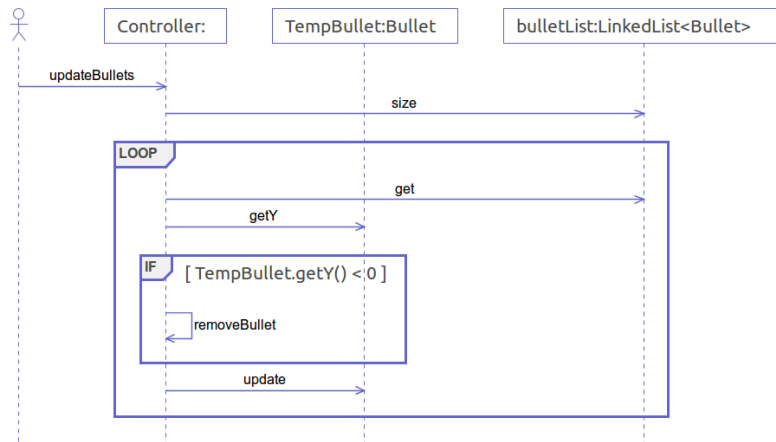 Controller:
TempBullet:Bullet
bulletList:LinkedList<Bullet>
updateBullets
size
LOOP
get
getY
IF
[ TempBullet.getY() < 0 ]
removeBullet
update